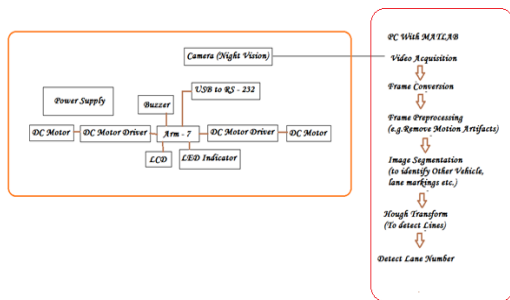 PC With MATLAB
Camera (Night Vision)
Video Acquisition
USB to RS - 232
Frame Conversion
Power Supply
Buzzer
Frame Preprocessing
(e.g.Remove Motion Artifacts)
DC Motor
DC Motor Driver
Arm - 7
DC Motor Driver
DC Motor
LCD
LED Indicator
Image Segmentation
(to identify Other Vehicle,
lane markings etc.)
Hough Transform
(To detect Lines)
Detect Lane Number